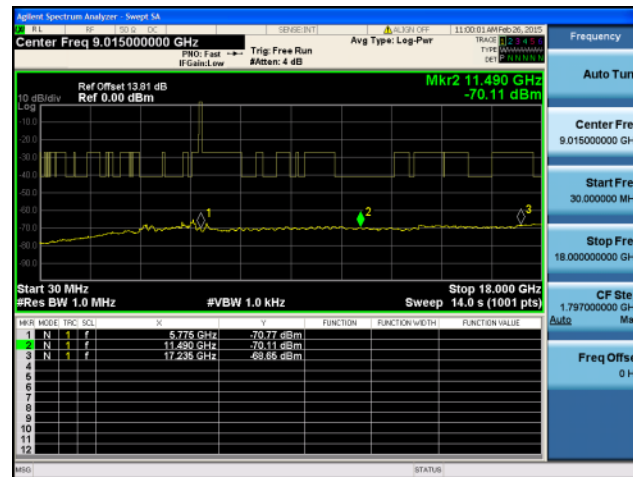 Agilent Spectrum Analyzer - Swept SA
RL RF 50 Ω DC SENSE:INT ALIGN OFF 11:00:01 AM Feb 26, 2015
Center Freq 9.015000000 GHz
PNO: Fast
IFGain:Low
Trig: Free Run
#Atten: 4 dB
Avg Type: Log-Pwr
TRACE 1 2 3 4 5 6
TYPE
DET P N N N N N
Frequency
Auto Tun
Center Fre
9.015000000 GH
Start Fre
30.000000 MH
Stop Fre
18.000000000 GH
CF Ste
1.797000000 GH
Auto Ma
Freq Offse
0 H
Mkr2 11.490 GHz
-70.11 dBm
Ref Offset 13.81 dB
Ref 0.00 dBm
10 dB/div
Log
-10.0
-20.0
-30.0
-40.0
-50.0
-60.0
-70.0
-80.0
-90.0
1
2
3
Start 30 MHz
Stop 18.000 GHz
#Res BW 1.0 MHz
#VBW 1.0 kHz
Sweep 14.0 s (1001 pts)
MKR MODE TRC SCL X Y FUNCTION FUNCTION WIDTH FUNCTION VALUE
1 N 1 f 5.775 GHz -70.77 dBm
2 N 1 f 11.490 GHz -70.11 dBm
3 N 1 f 17.235 GHz -68.65 dBm
4
5
6
7
8
9
10
11
12
MSG
STATUS